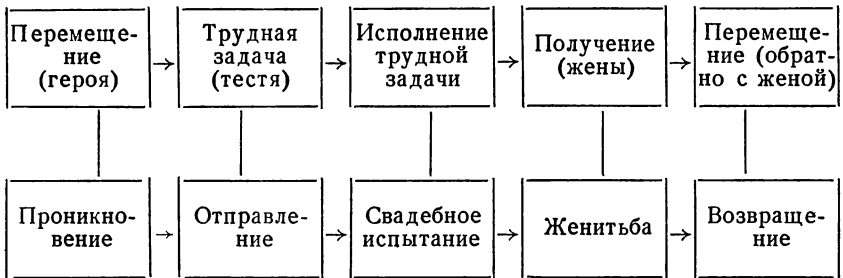 Перемеще-
ние
(героя)
Трудная
задача
(тестя)
Исполнение
трудной
задачи
Получение
(жены)
Перемеще-
ние (обрат-
но с женой)
Проникно-
вение
Отправле-
ние
Свадебное
испытание
Женитьба
Возвраще-
ние